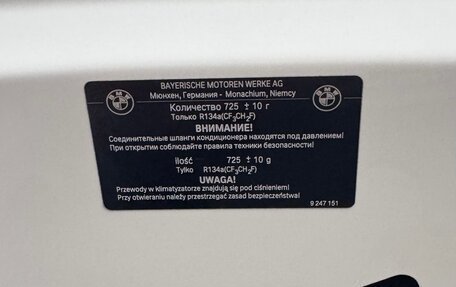 BAYERISCHE MOTOREN WERKE AG
Мюнхен, Германия - Monachium, Niemcy
Количество 725 ± 10 г
Только R134a(CF3CH2F)
ВНИМАНИЕ!
Соединительные шланги кондиционера находятся под давлением!
При открытии соблюдайте правила техники безопасности!
Ilość 725 ± 10 g
Tylko R134a(CF3CH2F)
UWAGA!
Przewody w klimatyzatorze znajdują się pod ciśnieniem!
Przy otwieraniu należy przestrzegać zasad bezpieczeństwa!
9 247 151